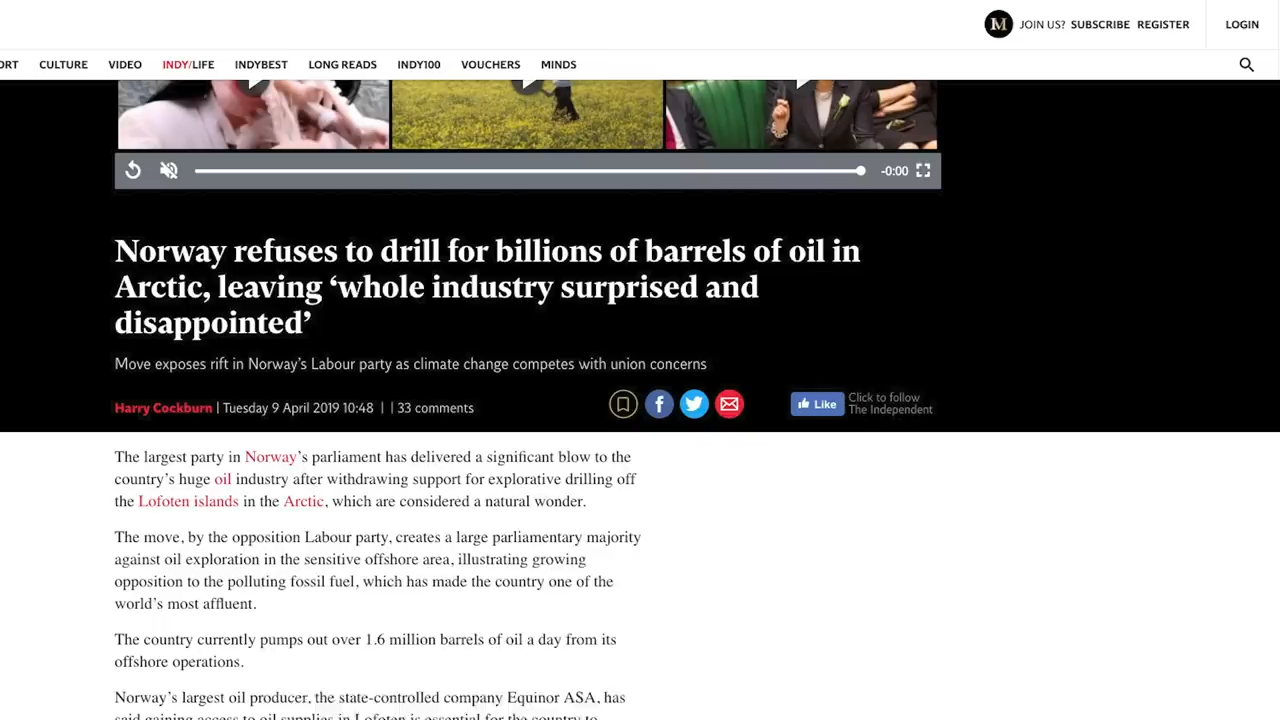 M JOIN US? SUBSCRIBE REGISTER LOGIN
ORT CULTURE VIDEO INDY/LIFE INDYBEST LONG READS INDY100 VOUCHERS MINDS
-0:00
Norway refuses to drill for billions of barrels of oil in
Arctic, leaving ‘whole industry surprised and
disappointed’
Move exposes rift in Norway’s Labour party as climate change competes with union concerns
Harry Cockburn | Tuesday 9 April 2019 10:48 | | 33 comments
Like
Click to follow
The Independent
The largest party in Norway’s parliament has delivered a significant blow to the
country’s huge oil industry after withdrawing support for explorative drilling off
the Lofoten islands in the Arctic, which are considered a natural wonder.
The move, by the opposition Labour party, creates a large parliamentary majority
against oil exploration in the sensitive offshore area, illustrating growing
opposition to the polluting fossil fuel, which has made the country one of the
world’s most affluent.
The country currently pumps out over 1.6 million barrels of oil a day from its
offshore operations.
Norway’s largest oil producer, the state-controlled company Equinor ASA, has
said gaining access to oil supplies in Lofoten is essential for the country to